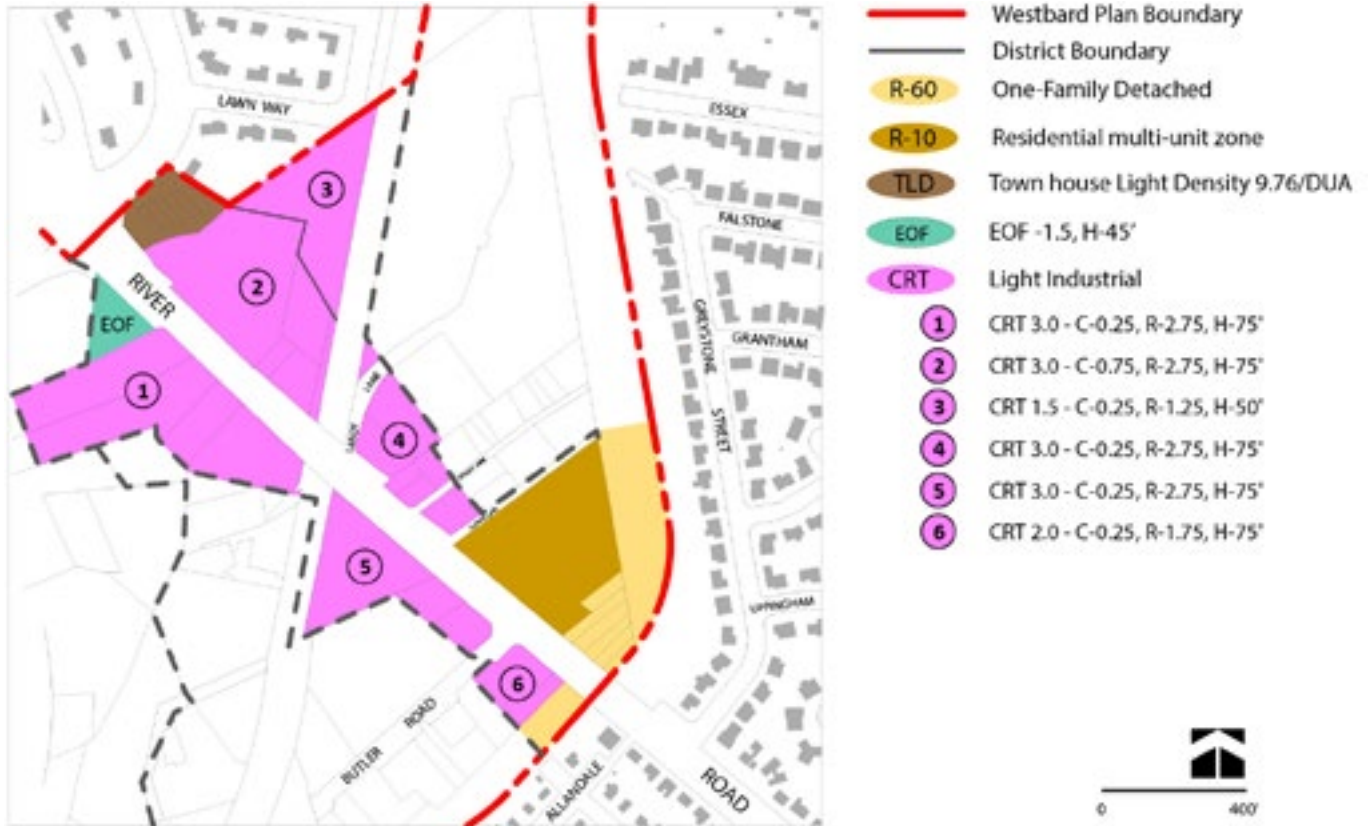 LAWN WAY
ESSEX
FALSTONE
GREYSTONE
STREET
GRANTHAM
UPPINGHAM
RIVER
EOF
1
2
3
4
5
6
BUTLER ROAD
ALLANDALE
ROAD
Westbard Plan Boundary
District Boundary
R-60 One-Family Detached
R-10 Residential multi-unit zone
TLD Town house Light Density 9.76/DUA
EOF EOF -1.5, H-45'
CRT Light Industrial
1 CRT 3.0 - C-0.25, R-2.75, H-75'
2 CRT 3.0 - C-0.75, R-2.75, H-75'
3 CRT 1.5 - C-0.25, R-1.25, H-50'
4 CRT 3.0 - C-0.25, R-2.75, H-75'
5 CRT 3.0 - C-0.25, R-2.75, H-75'
6 CRT 2.0 - C-0.25, R-1.75, H-75'
0 400'